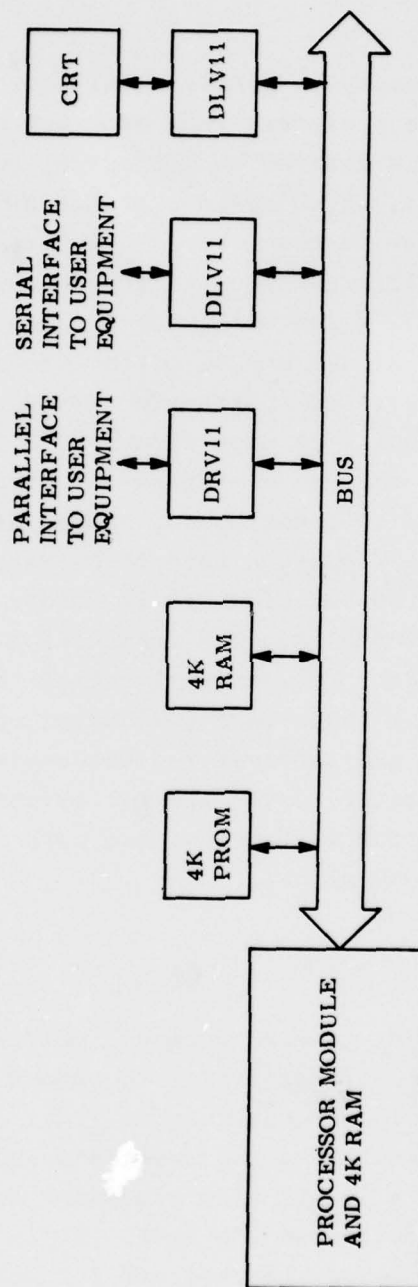 PARALLEL
INTERFACE
TO USER
EQUIPMENT
SERIAL
INTERFACE
TO USER
EQUIPMENT
CRT
4K
PROM
4K
RAM
DRV11
DLV11
DLV11
BUS
PROCESSOR MODULE
AND 4K RAM